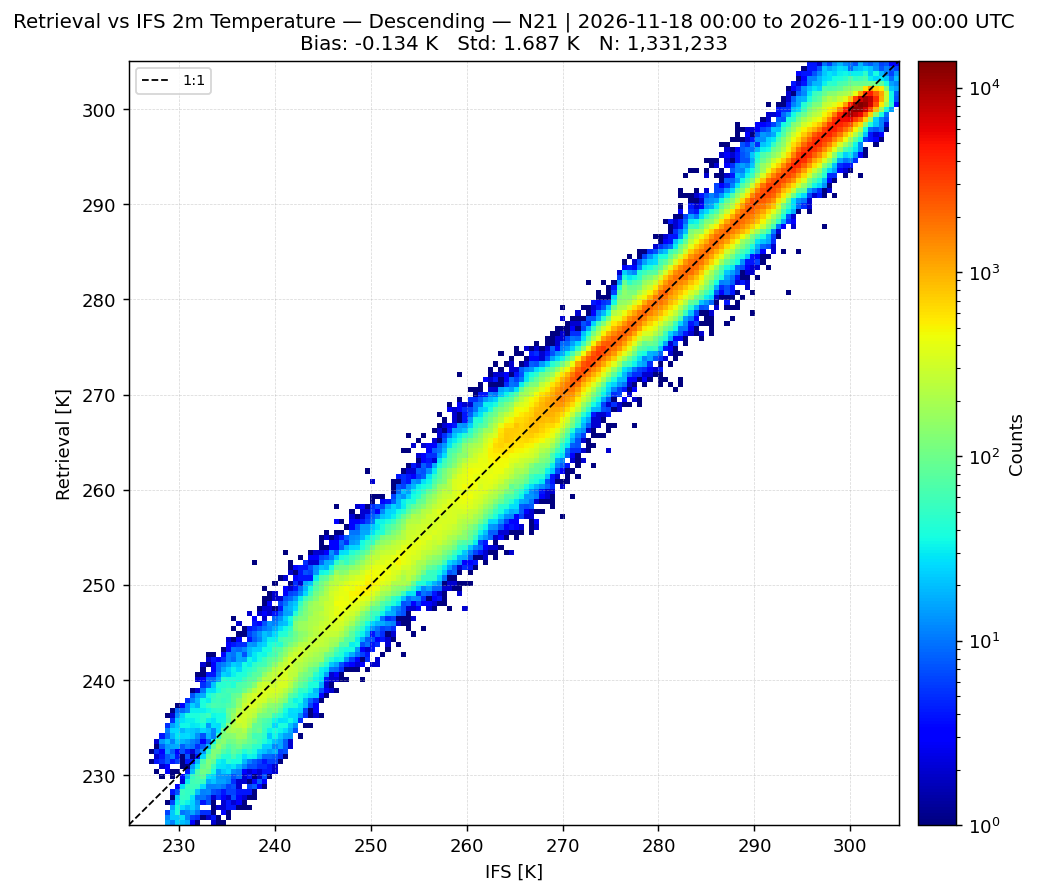 Retrieval vs IFS 2m Temperature — Descending — N21 | 2026-11-18 00:00 to 2026-11-19 00:00 UTC
Bias: -0.134 K   Std: 1.687 K   N: 1,331,233
1:1
300
290
280
270
260
250
240
230
Retrieval [K]
230 240 250 260 270 280 290 300
IFS [K]
10⁴
10³
10²
10¹
10⁰
Counts